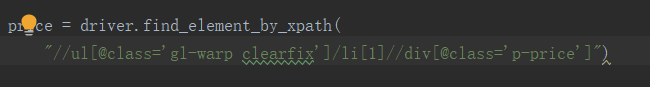 price = driver.find_element_by_xpath(
"//ul[@class='gl-warp clearfix']/li[1]//div[@class='p-price']")